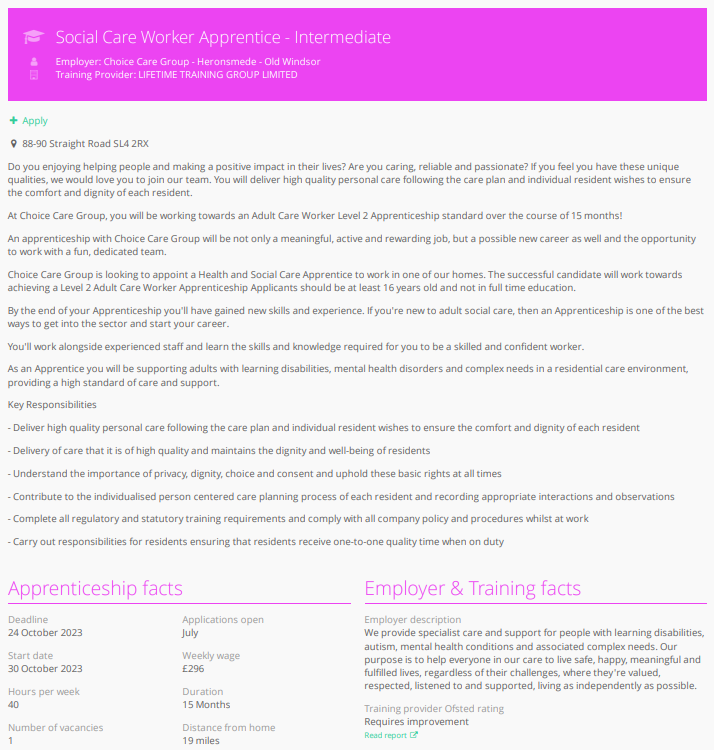 Social Care Worker Apprentice - Intermediate
Employer: Choice Care Group - Heronsmede - Old Windsor
Training Provider: LIFETIME TRAINING GROUP LIMITED
Apply
88-90 Straight Road SL4 2RX
Do you enjoying helping people and making a positive impact in their lives? Are you caring, reliable and passionate? If you feel you have these unique
qualities, we would love you to join our team. You will deliver high quality personal care following the care plan and individual resident wishes to ensure
the comfort and dignity of each resident.
At Choice Care Group, you will be working towards an Adult Care Worker Level 2 Apprenticeship standard over the course of 15 months!
An apprenticeship with Choice Care Group will be not only a meaningful, active and rewarding job, but a possible new career as well and the opportunity
to work with a fun, dedicated team.
Choice Care Group is looking to appoint a Health and Social Care Apprentice to work in one of our homes. The successful candidate will work towards
achieving a Level 2 Adult Care Worker Apprenticeship Applicants should be at least 16 years old and not in full time education.
By the end of your Apprenticeship you'll have gained new skills and experience. If you're new to adult social care, then an Apprenticeship is one of the best
ways to get into the sector and start your career.
You'll work alongside experienced staff and learn the skills and knowledge required for you to be a skilled and confident worker.
As an Apprentice you will be supporting adults with learning disabilities, mental health disorders and complex needs in a residential care environment,
providing a high standard of care and support.
Key Responsibilities
- Deliver high quality personal care following the care plan and individual resident wishes to ensure the comfort and dignity of each resident
- Delivery of care that it is of high quality and maintains the dignity and well-being of residents
- Understand the importance of privacy, dignity, choice and consent and uphold these basic rights at all times
- Contribute to the individualised person centered care planning process of each resident and recording appropriate interactions and observations
- Complete all regulatory and statutory training requirements and comply with all company policy and procedures whilst at work
- Carry out responsibilities for residents ensuring that residents receive one-to-one quality time when on duty
Apprenticeship facts
Deadline
24 October 2023
Applications open
July
Start date
30 October 2023
Weekly wage
£296
Hours per week
40
Duration
15 Months
Number of vacancies
1
Distance from home
19 miles
Employer & Training facts
Employer description
We provide specialist care and support for people with learning disabilities,
autism, mental health conditions and associated complex needs. Our
purpose is to help everyone in our care to live safe, happy, meaningful and
fulfilled lives, regardless of their challenges, where they're valued,
respected, listened to and supported, living as independently as possible.
Training provider Ofsted rating
Requires improvement
Read report